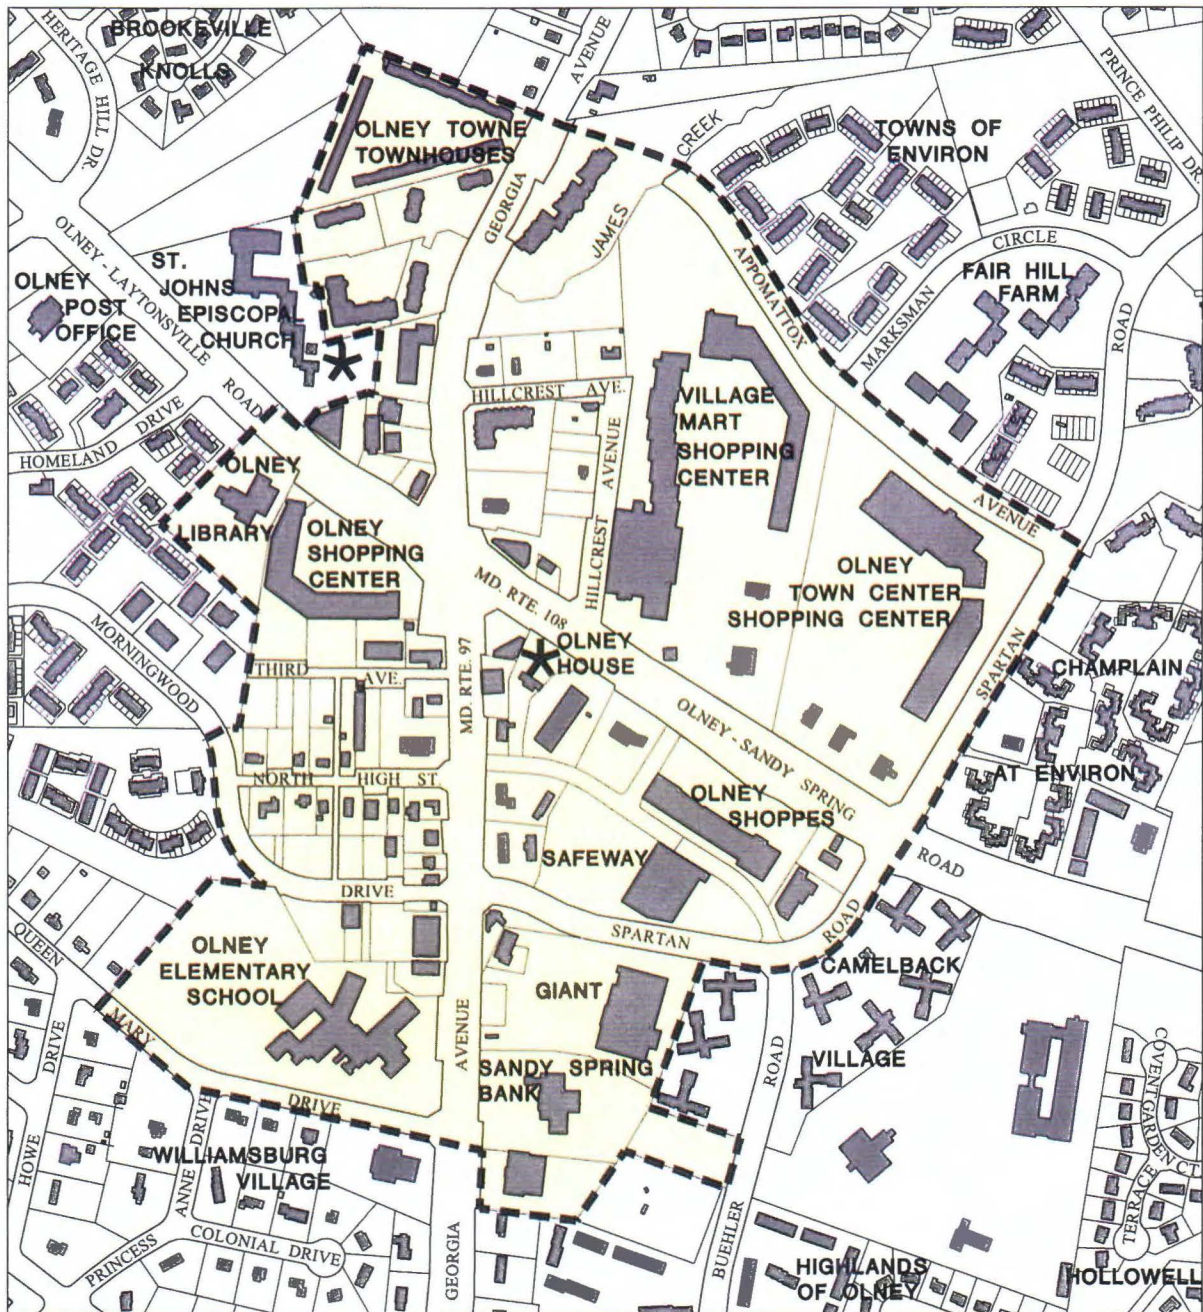 BROOKEVILLE
KNOLLS
HERITAGE HILL DR.
AVENUE
PRINCE PHILIP DR.
OLNEY TOWNE
TOWNHOUSES
CREEK
TOWNS OF
ENVIRON
GEORGIA
JAMES
OLNEY - LAYTONSVILLE
ROAD
ST.
JOHNS
EPISCOPAL
CHURCH
OLNEY
POST
OFFICE
APPOMATTOX
AVENUE
MARKSMAN
CIRCLE
FAIR HILL
FARM
ROAD
HILLCREST AVE.
VILLAGE
MART
SHOPPING
CENTER
HOMELAND DRIVE
OLNEY
LIBRARY
OLNEY
SHOPPING
CENTER
HILLCREST AVENUE
MD. RTE. 108
OLNEY
TOWN CENTER
SHOPPING CENTER
MORNINGWOOD
DRIVE
THIRD AVE.
MD. RTE. 97
OLNEY
HOUSE
SPARTAN
ROAD
CHAMPLAIN
AT ENVIRON
OLNEY - SANDY SPRING
ROAD
NORTH HIGH ST.
OLNEY
SHOPPES
SAFEWAY
SPARTAN
OLNEY
ELEMENTARY
SCHOOL
GIANT
CAMELBACK
VILLAGE
QUEEN
MARY
DRIVE
AVENUE
SANDY SPRING
BANK
ROAD
HOWE
DRIVE
ANNE DRIVE
WILLIAMSBURG
VILLAGE
PRINCESS
COLONIAL DRIVE
GEORGIA
BUEHLER
HIGHLANDS
OF OLNEY
COVENT GARDEN CT.
TERRACE
HOLLOWELL